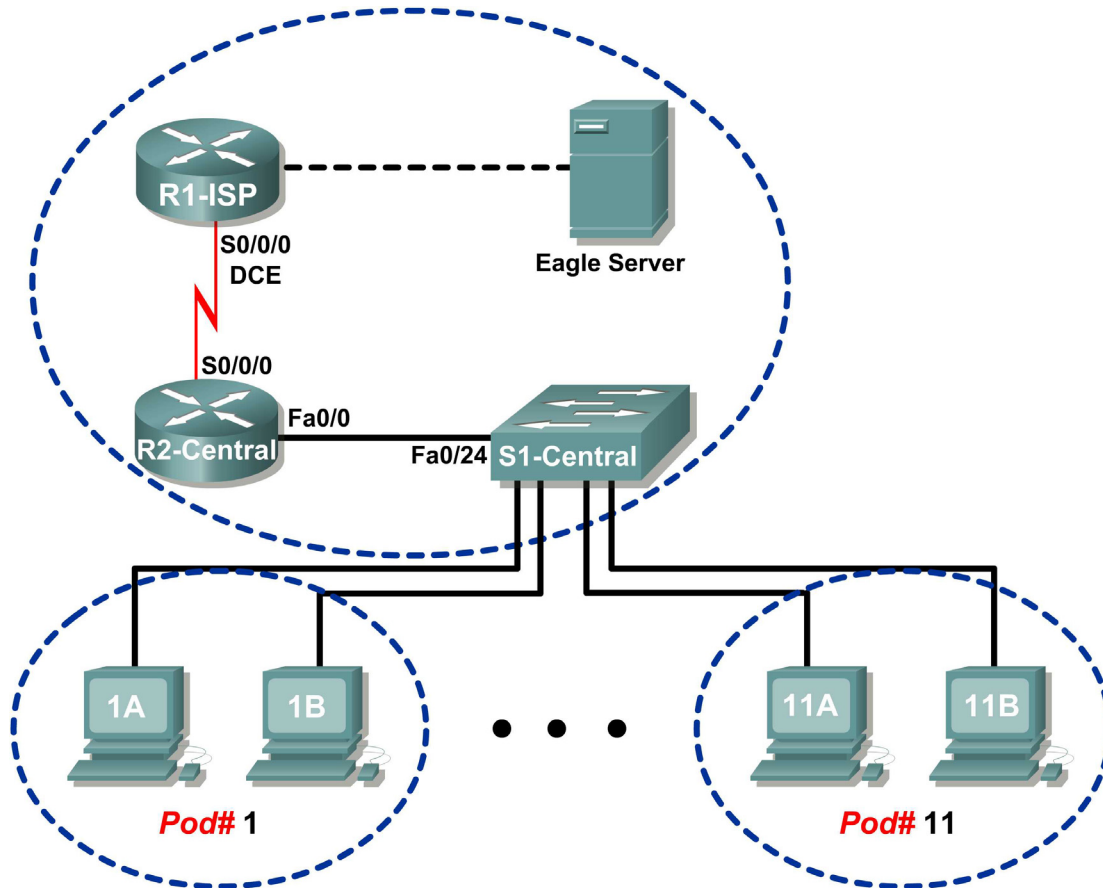 R1-ISP
S0/0/0
DCE
Eagle Server
S0/0/0
R2-Central
Fa0/0
Fa0/24
S1-Central
1A
1B
11A
11B
Pod# 1
Pod# 11